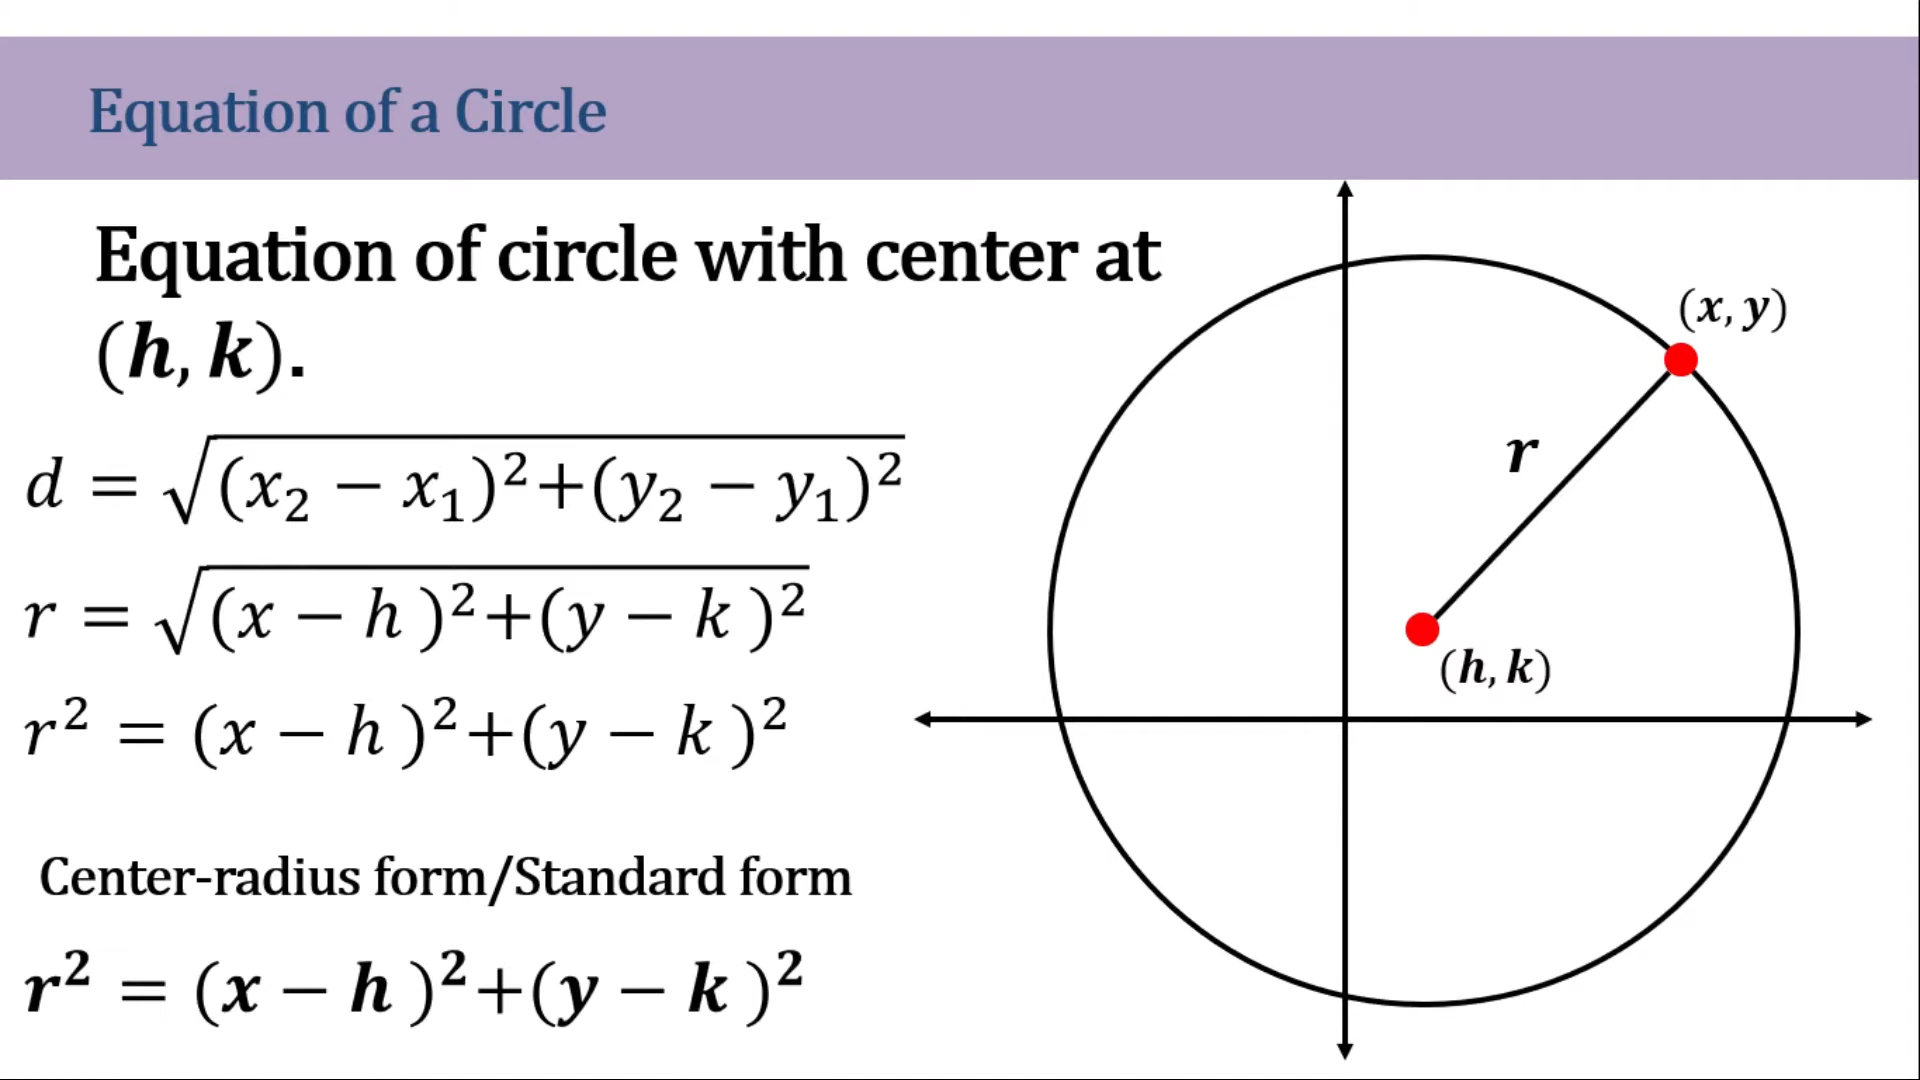 Equation of a Circle
Equation of circle with center at
(h, k).
d = √(x₂ − x₁)²+(y₂ − y₁)²
r = √(x − h )²+(y − k )²
r² = (x − h )²+(y − k )²
Center-radius form/Standard form
r² = (x − h )²+(y − k )²
(x, y)
r
(h, k)